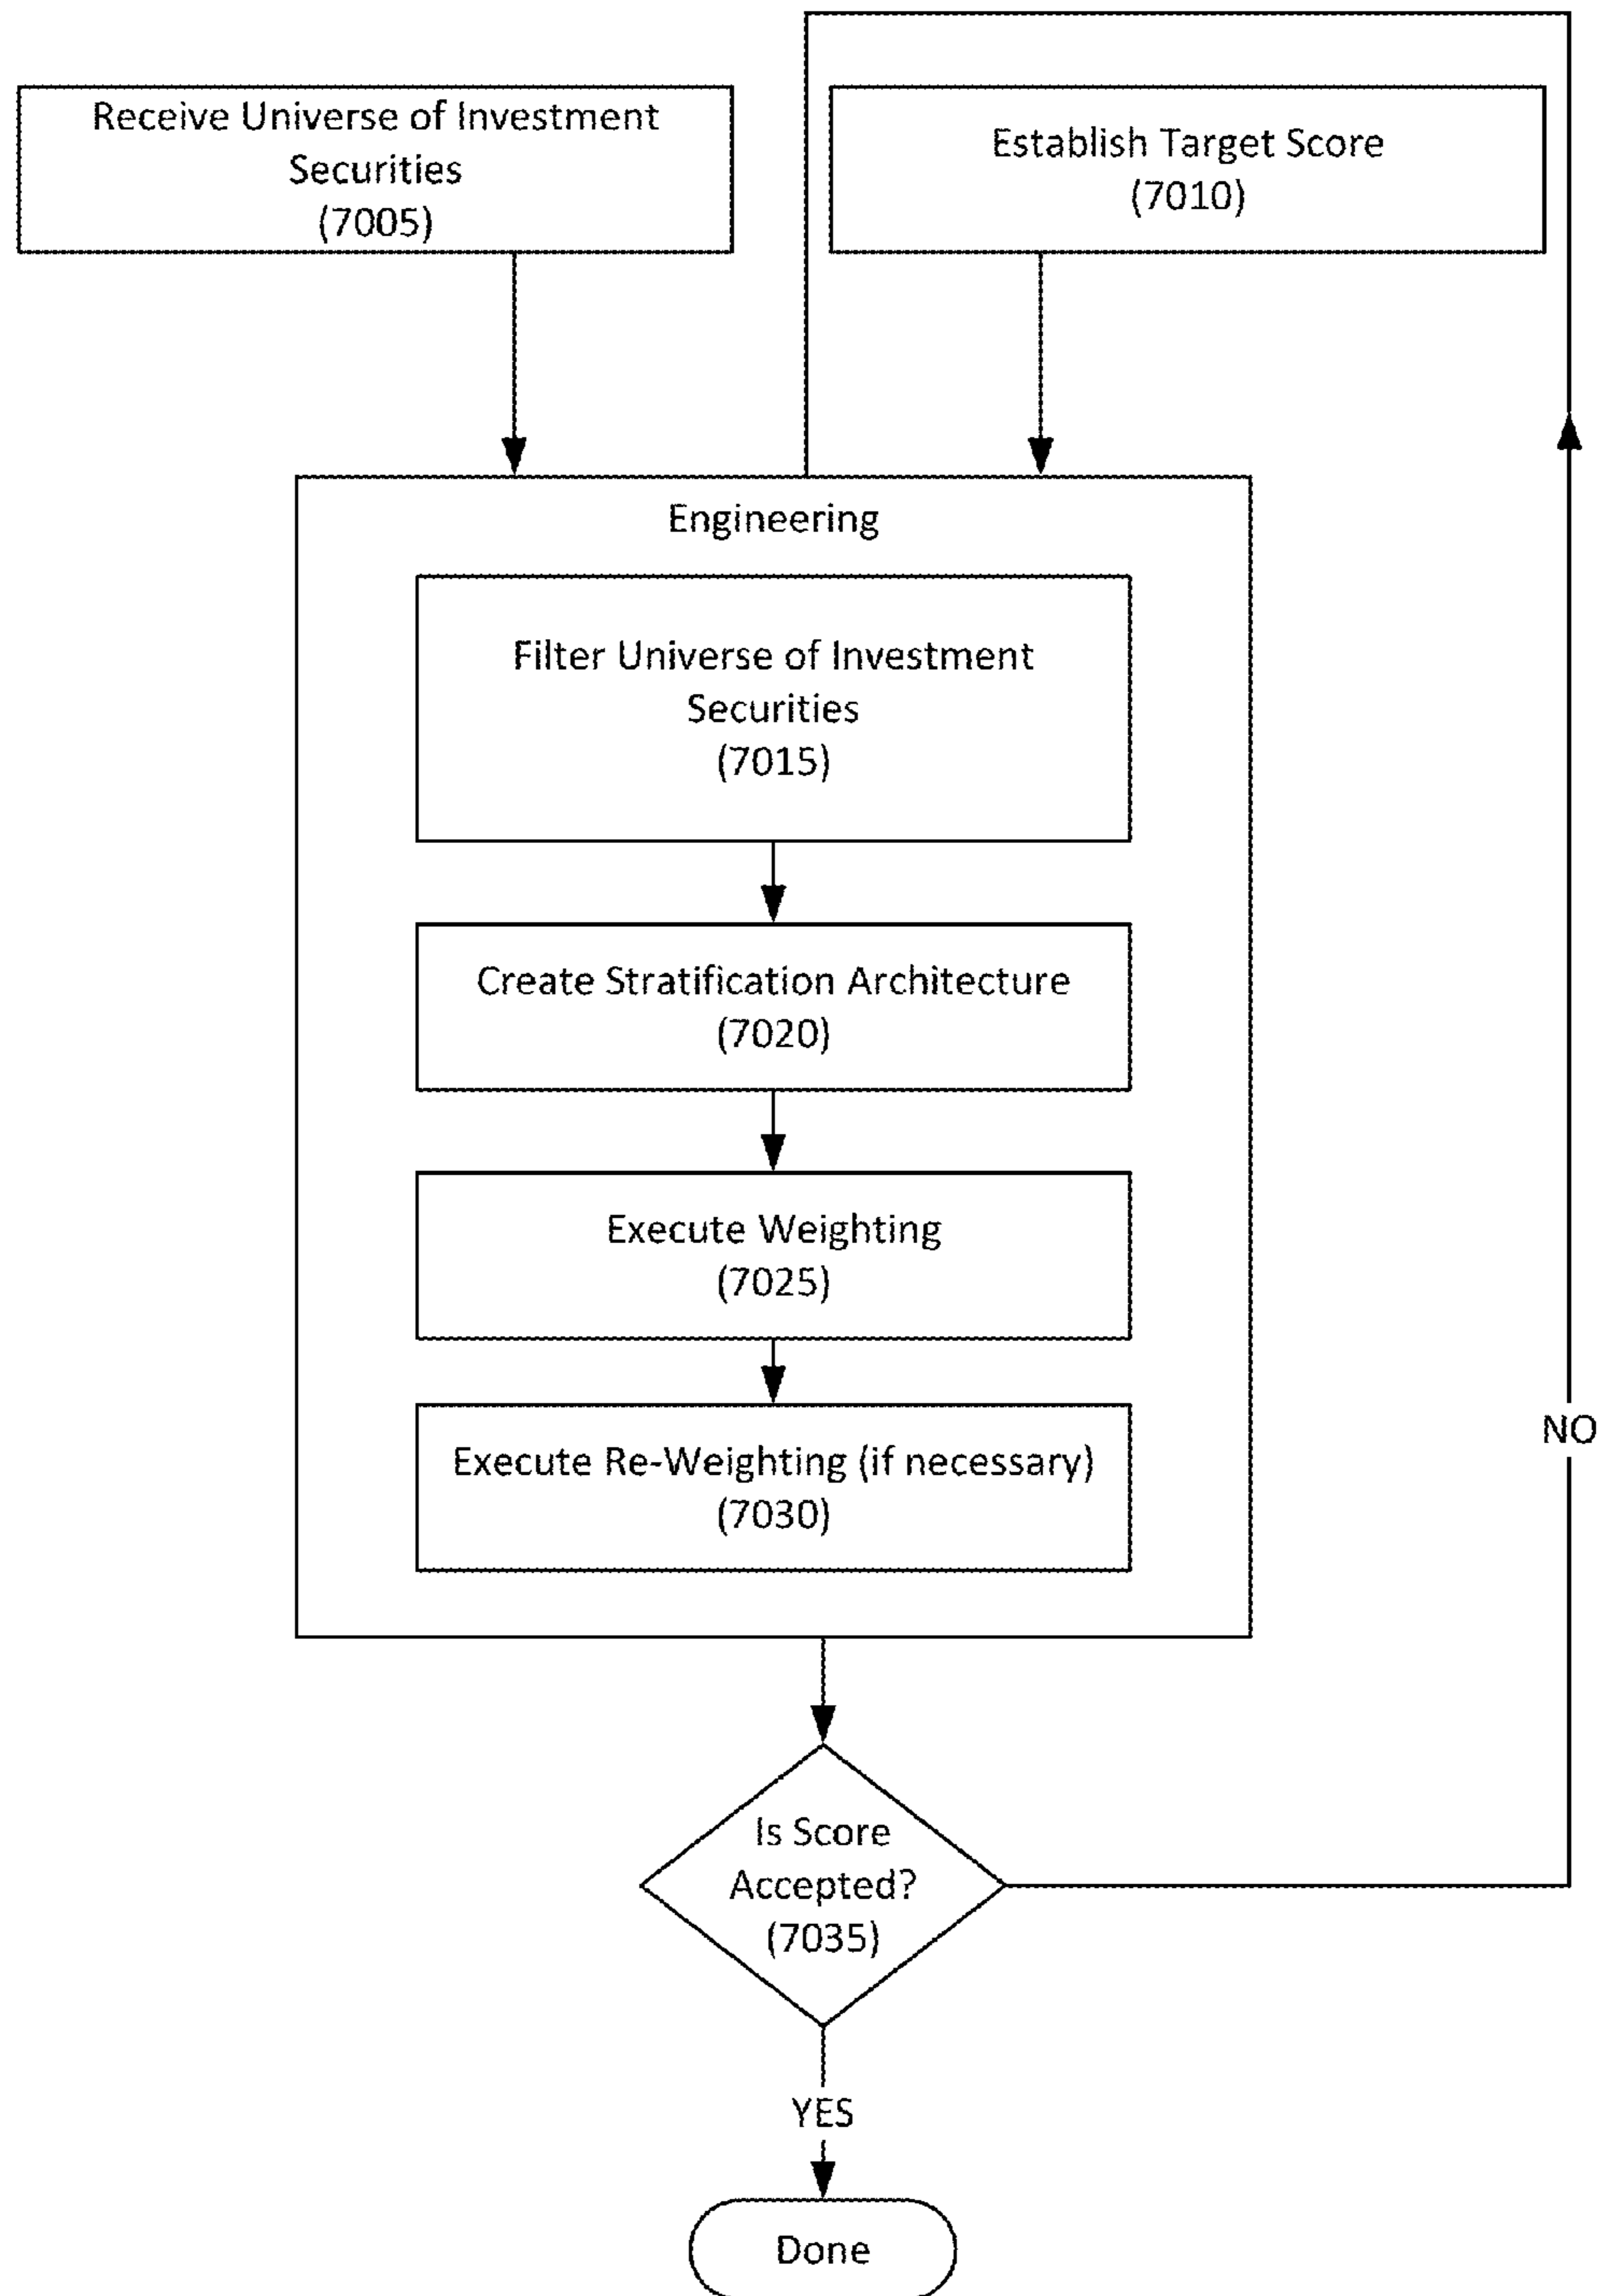 Receive Universe of Investment
Securities
(7005)
Establish Target Score
(7010)
Engineering
Filter Universe of Investment
Securities
(7015)
Create Stratification Architecture
(7020)
Execute Weighting
(7025)
Execute Re-Weighting (if necessary)
(7030)
NO
Is Score
Accepted?
(7035)
YES
Done